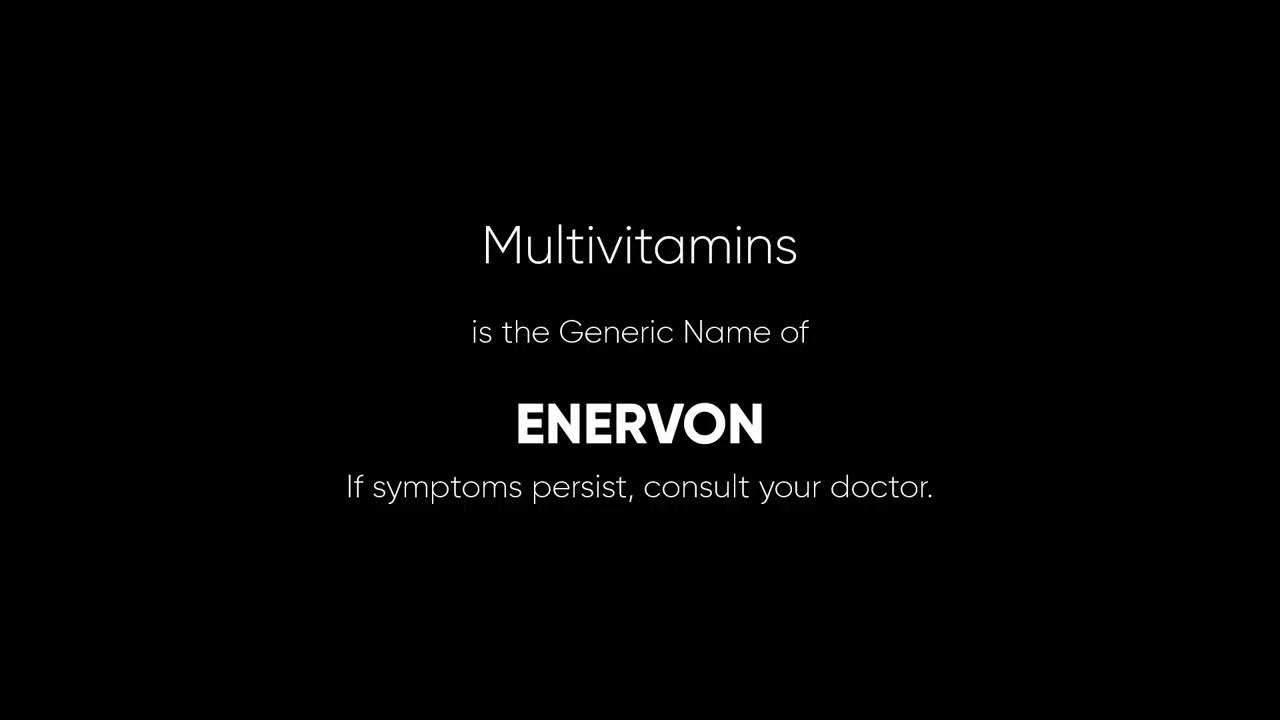 Multivitamins
is the Generic Name of
ENERVON
If symptoms persist, consult your doctor.